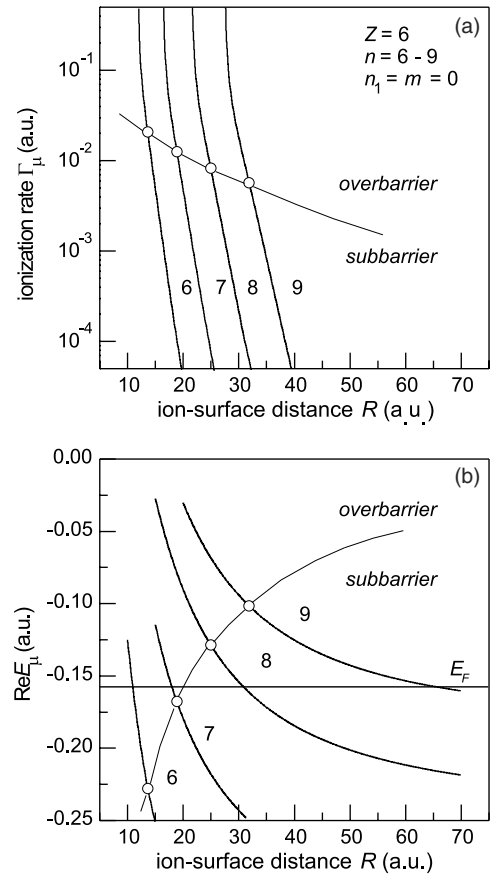 (a)
Z = 6
n = 6 - 9
n₁ = m = 0
10⁻¹
10⁻²
10⁻³
10⁻⁴
ionization rate Γμ (a.u.)
overbarrier
subbarrier
6 7 8 9
10 20 30 40 50 60 70
ion-surface distance R (a.u.)
(b)
0.00
-0.05
-0.10
-0.15
-0.20
-0.25
ReEμ (a.u.)
overbarrier
subbarrier
9
8
E_F
7
6
10 20 30 40 50 60 70
ion-surface distance R (a.u.)